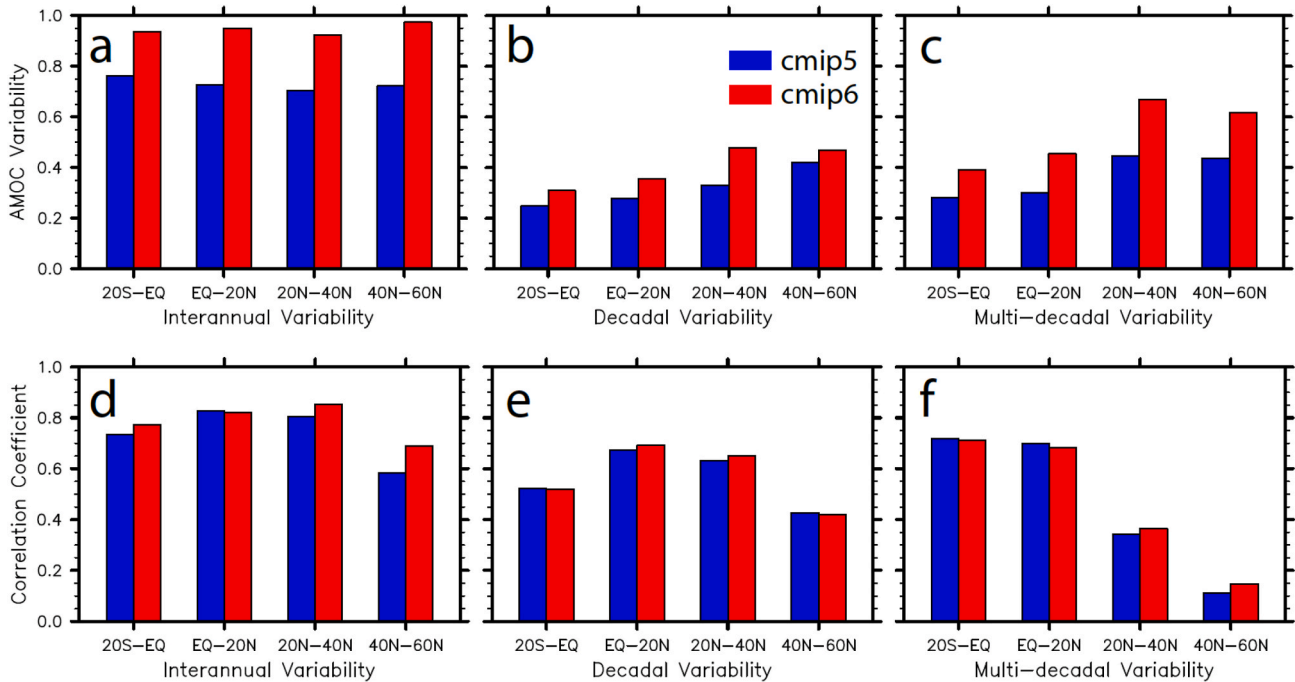 AMOC Variability
1.0
0.8
0.6
0.4
0.2
0.0
a
20S-EQ EQ-20N 20N-40N 40N-60N
Interannual Variability
b
cmip5
cmip6
20S-EQ EQ-20N 20N-40N 40N-60N
Decadal Variability
c
20S-EQ EQ-20N 20N-40N 40N-60N
Multi-decadal Variability
Correlation Coefficient
1.0
0.8
0.6
0.4
0.2
0.0
d
20S-EQ EQ-20N 20N-40N 40N-60N
Interannual Variability
e
20S-EQ EQ-20N 20N-40N 40N-60N
Decadal Variability
f
20S-EQ EQ-20N 20N-40N 40N-60N
Multi-decadal Variability